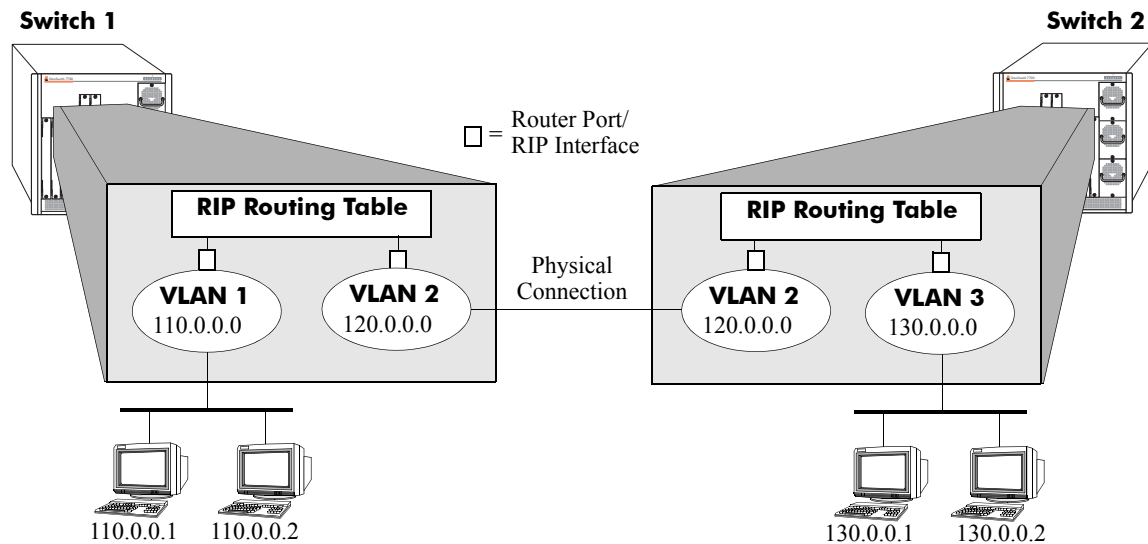 Switch 1
Switch 2
= Router Port/
RIP Interface
RIP Routing Table
RIP Routing Table
VLAN 1
110.0.0.0
VLAN 2
120.0.0.0
Physical
Connection
VLAN 2
120.0.0.0
VLAN 3
130.0.0.0
110.0.0.1
110.0.0.2
130.0.0.1
130.0.0.2